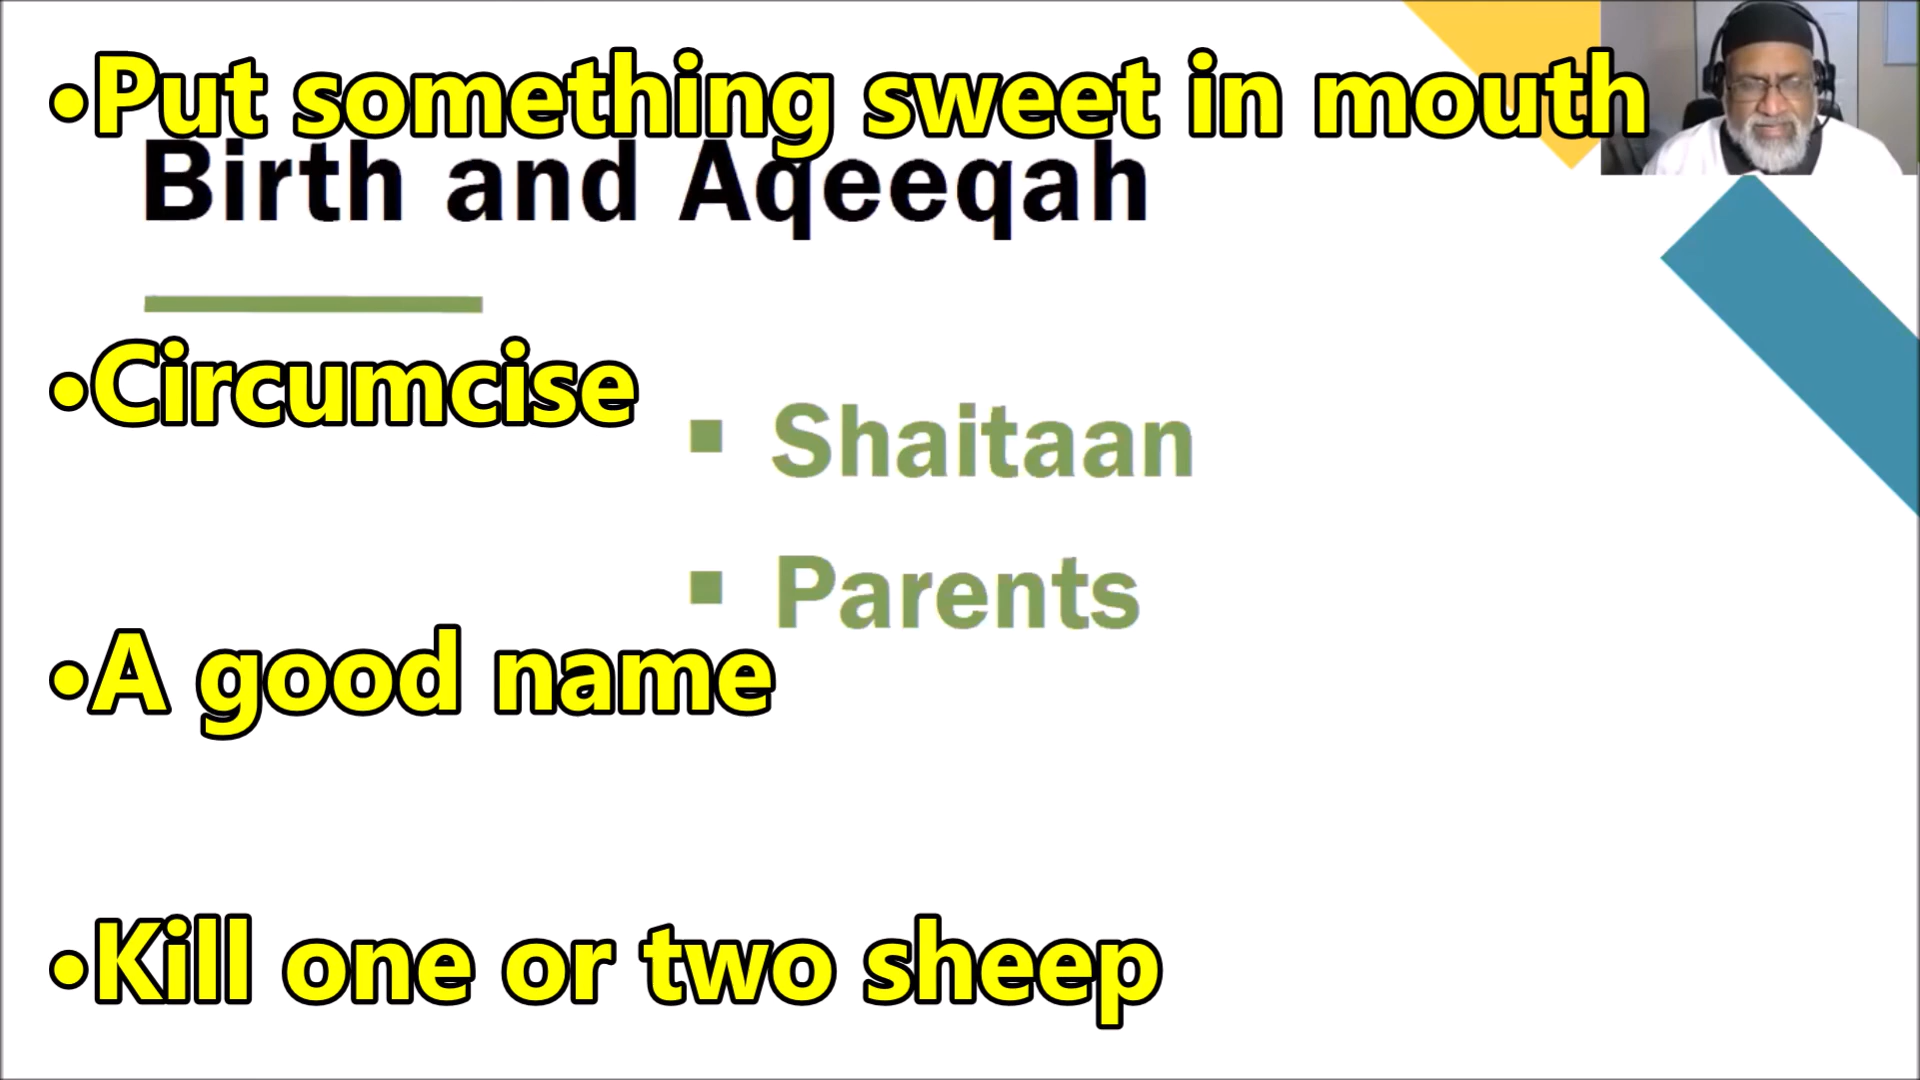 •Put something sweet in mouth
Birth and Aqeeqah
•Circumcise
▪ Shaitaan
▪ Parents
•A good name
•Kill one or two sheep